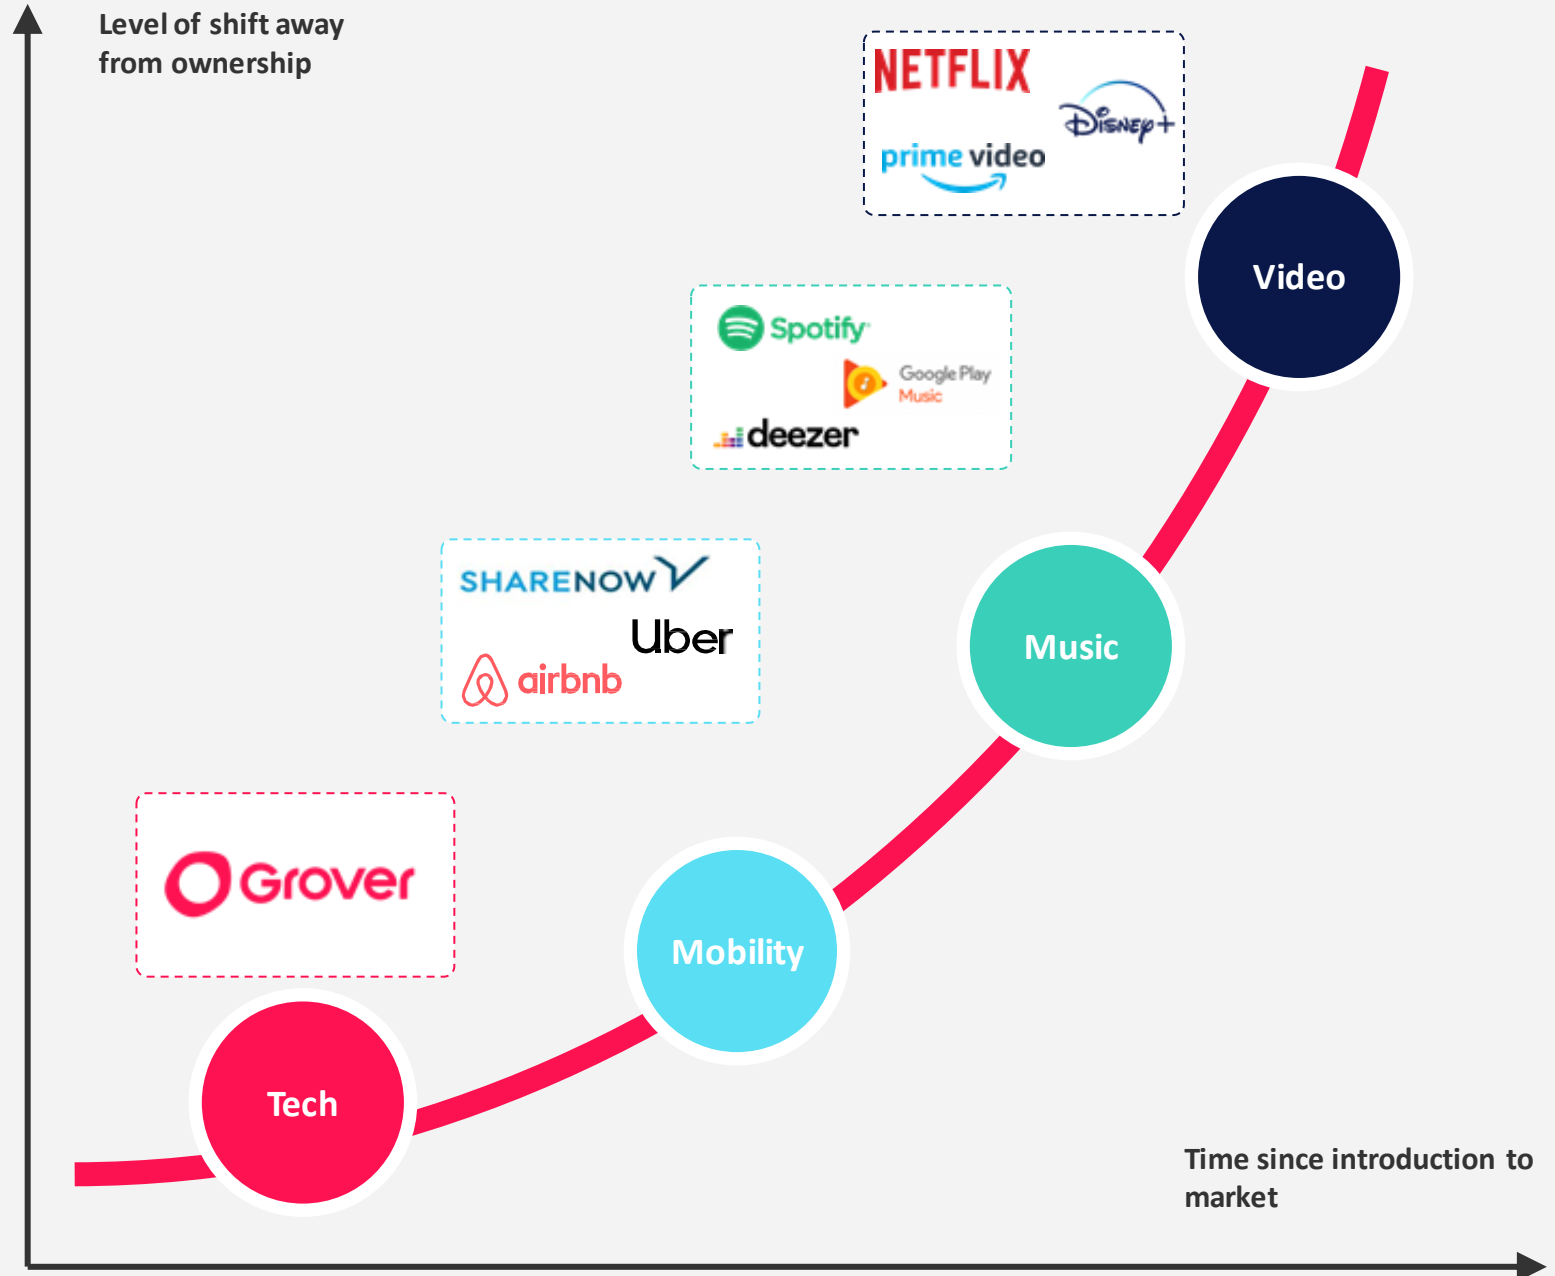 Level of shift away
from ownership
NETFLIX
Disney+
prime video
Video
Spotify
Google Play
Music
deezer
Music
SHARENOW
Uber
airbnb
Grover
Mobility
Tech
Time since introduction to
market